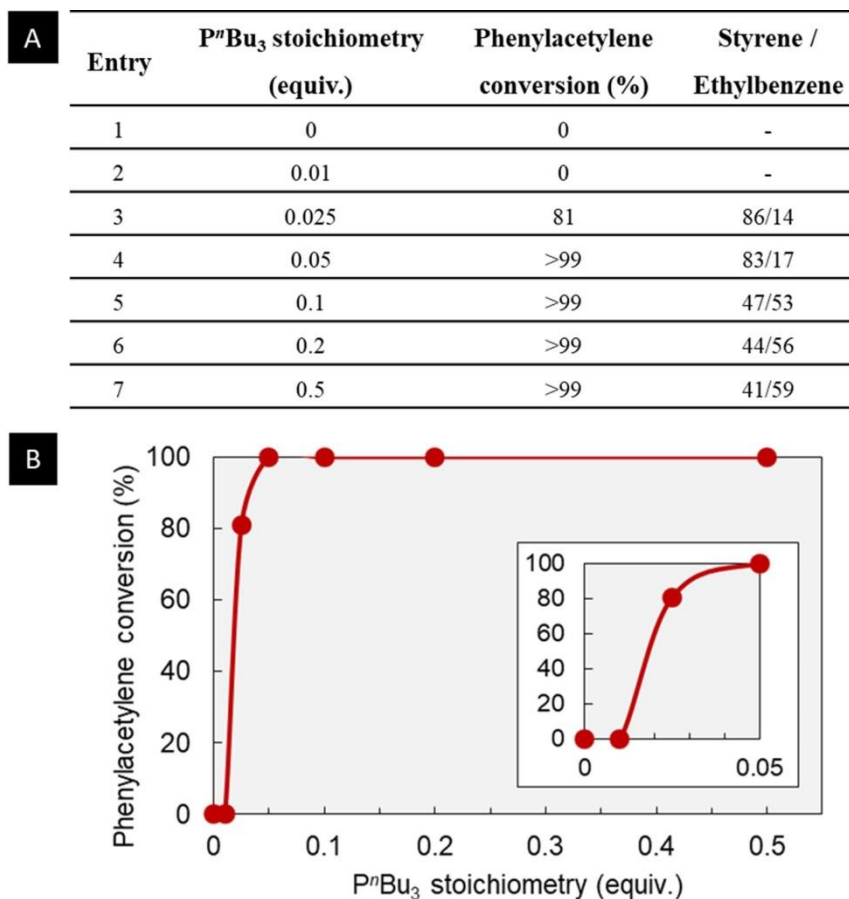 A
Entry PⁿBu₃ stoichiometry (equiv.) Phenylacetylene conversion (%) Styrene / Ethylbenzene
1 0 0 -
2 0.01 0 -
3 0.025 81 86/14
4 0.05 >99 83/17
5 0.1 >99 47/53
6 0.2 >99 44/56
7 0.5 >99 41/59
B
Phenylacetylene conversion (%)
100
80
60
40
20
0
0 0.1 0.2 0.3 0.4 0.5
PⁿBu₃ stoichiometry (equiv.)
100
80
60
40
20
0
0 0.05